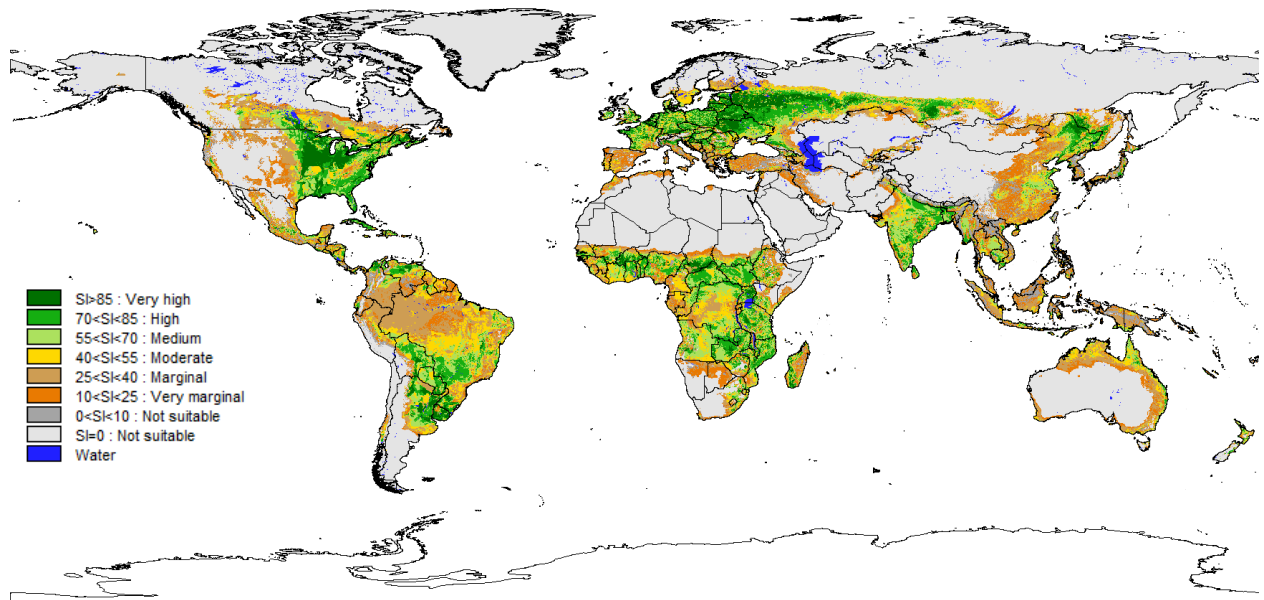 SI>85 : Very high
70<SI<85 : High
55<SI<70 : Medium
40<SI<55 : Moderate
25<SI<40 : Marginal
10<SI<25 : Very marginal
0<SI<10 : Not suitable
SI=0 : Not suitable
Water